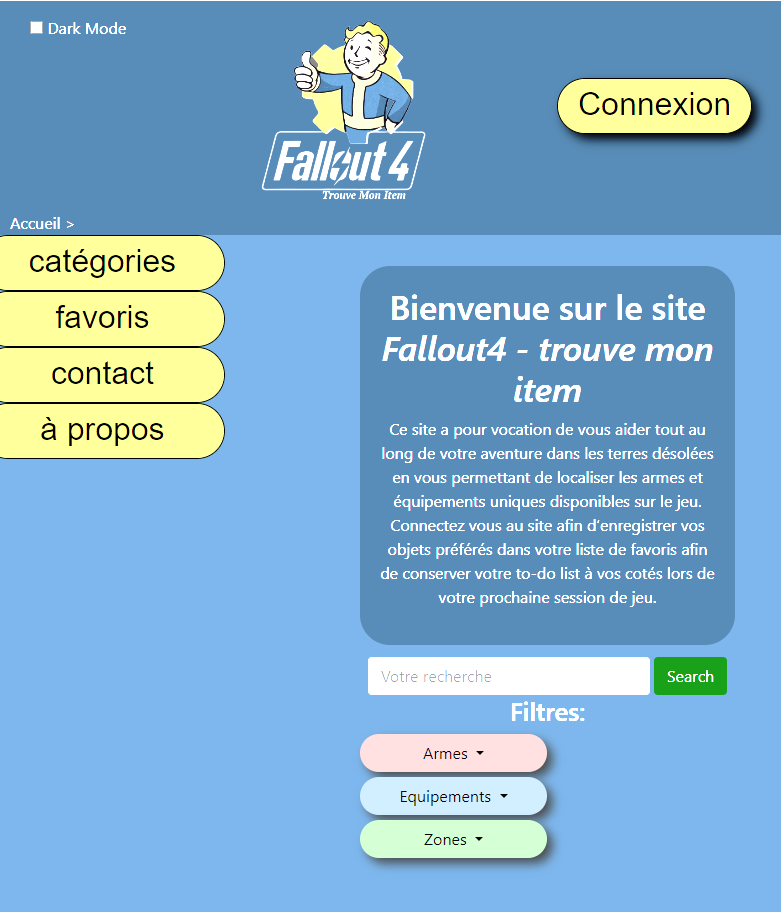 Dark Mode
Fallout 4
Trouve Mon Item
Connexion
Accueil >
catégories
favoris
contact
à propos
Bienvenue sur le site
Fallout4 - trouve mon
item
Ce site a pour vocation de vous aider tout au
long de votre aventure dans les terres désolées
en vous permettant de localiser les armes et
équipements uniques disponibles sur le jeu.
Connectez vous au site afin d'enregistrer vos
objets préférés dans votre liste de favoris afin
de conserver votre to-do list à vos cotés lors de
votre prochaine session de jeu.
Votre recherche
Search
Filtres:
Armes
Equipements
Zones